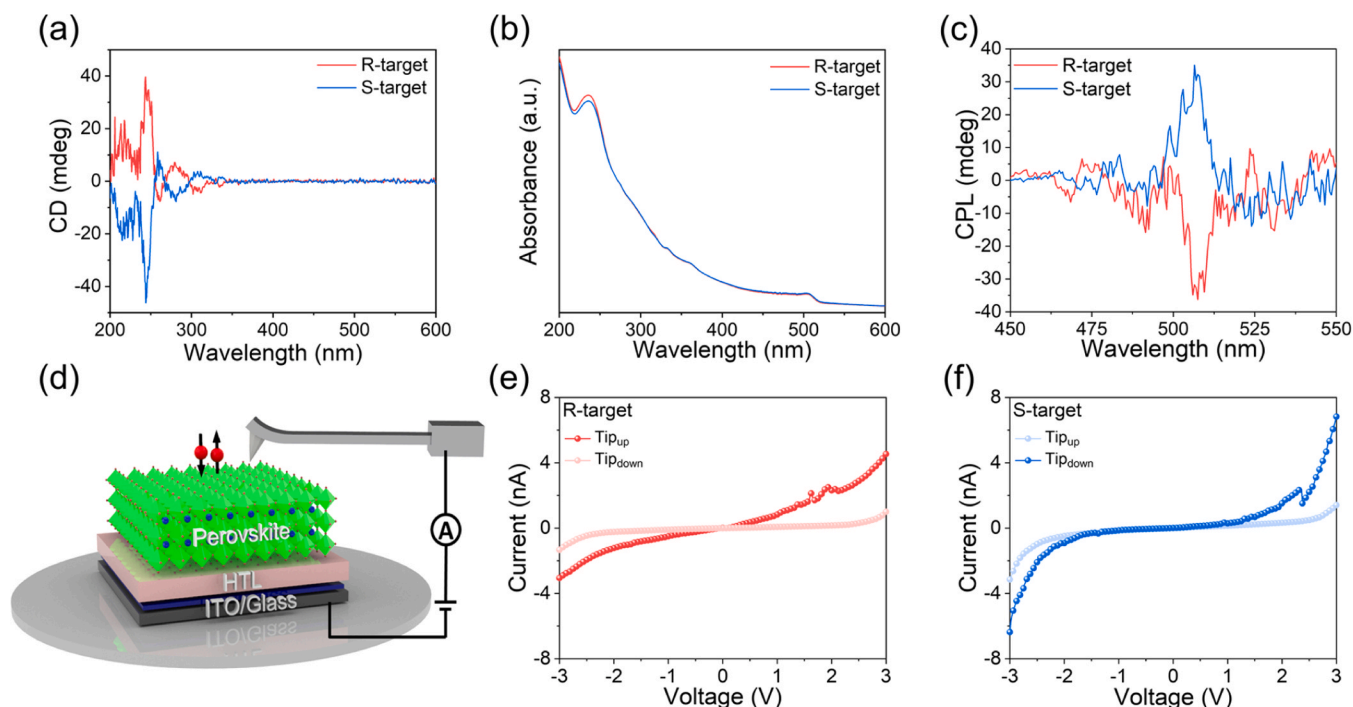 (a)
CD (mdeg)
40
20
0
-20
-40
R-target
S-target
200 250 300 350 400 450 500 550 600
Wavelength (nm)
(b)
Absorbance (a.u.)
R-target
S-target
200 300 400 500 600
Wavelength (nm)
(c)
CPL (mdeg)
40
30
20
10
0
-10
-20
-30
-40
R-target
S-target
450 475 500 525 550
Wavelength (nm)
(d)
Perovskite
HTL
ITO/Glass
A
(e)
Current (nA)
8
4
0
-4
-8
R-target
Tipup
Tipdown
-3 -2 -1 0 1 2 3
Voltage (V)
(f)
Current (nA)
8
4
0
-4
-8
S-target
Tipup
Tipdown
-3 -2 -1 0 1 2 3
Voltage (V)